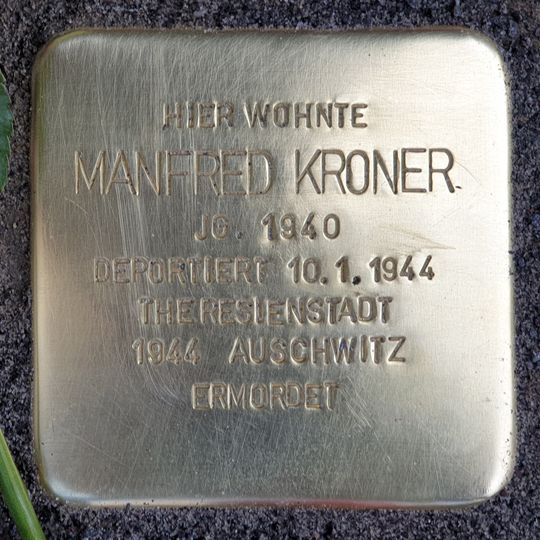 HIER WOHNTE
MANFRED KRONER
JG. 1940
DEPORTIERT 10.1.1944
THERESIENSTADT
1944 AUSCHWITZ
ERMORDET